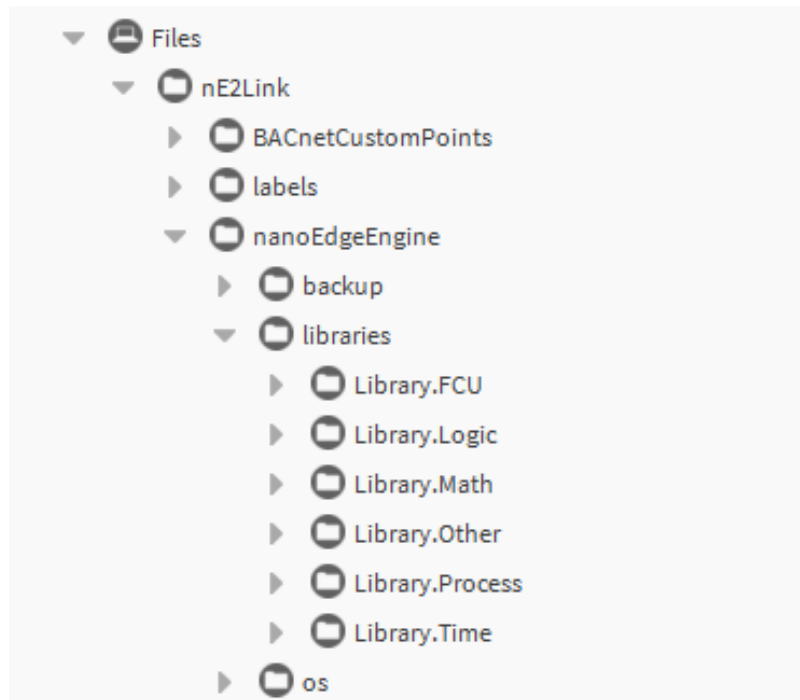 Files
nE2Link
BACnetCustomPoints
labels
nanoEdgeEngine
backup
libraries
Library.FCU
Library.Logic
Library.Math
Library.Other
Library.Process
Library.Time
os